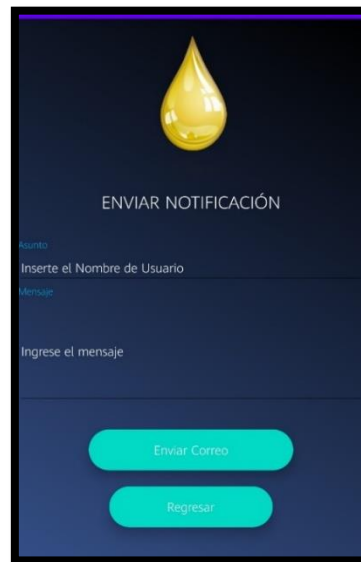 ENVIAR NOTIFICACIÓN
Asunto
Inserte el Nombre de Usuario
Mensaje
Ingrese el mensaje
Enviar Correo
Regresar